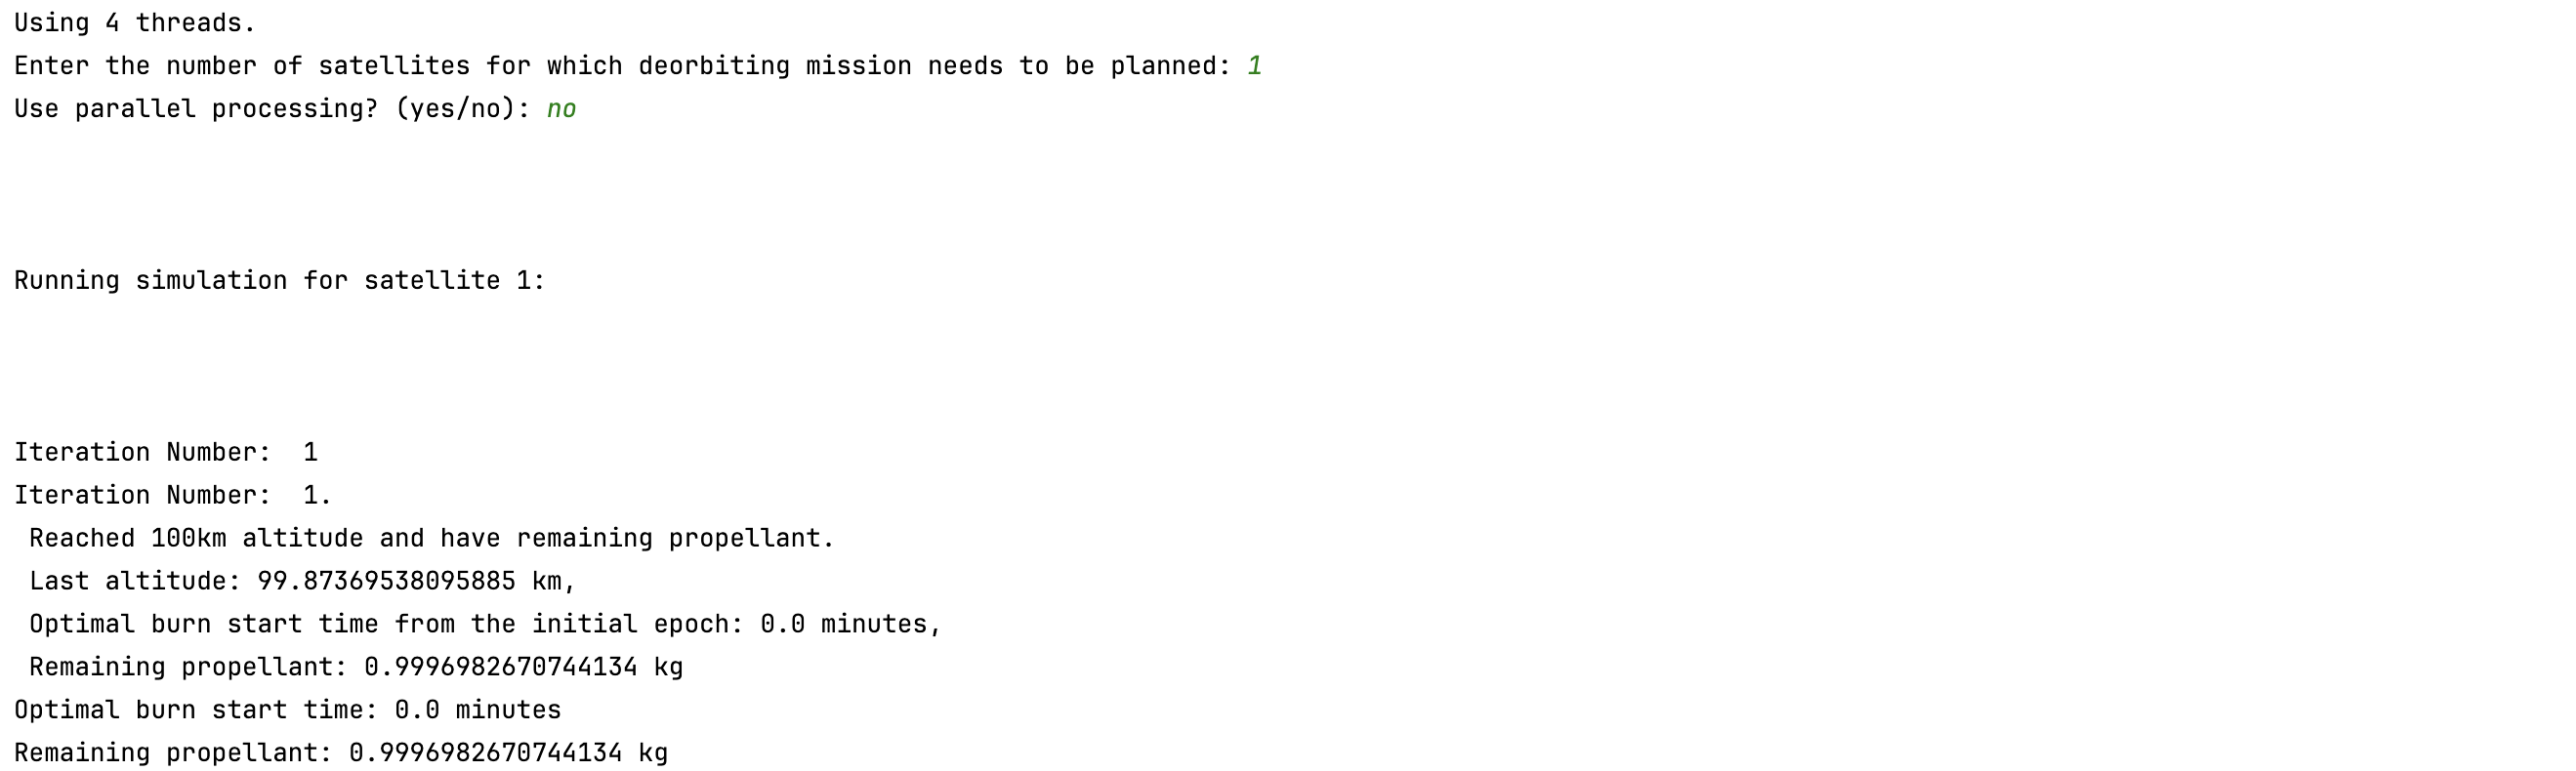 Using 4 threads.
Enter the number of satellites for which deorbiting mission needs to be planned: 1
Use parallel processing? (yes/no): no
Running simulation for satellite 1:
Iteration Number:  1
Iteration Number:  1.
 Reached 100km altitude and have remaining propellant.
 Last altitude: 99.87369538095885 km,
 Optimal burn start time from the initial epoch: 0.0 minutes,
 Remaining propellant: 0.9996982670744134 kg
Optimal burn start time: 0.0 minutes
Remaining propellant: 0.9996982670744134 kg